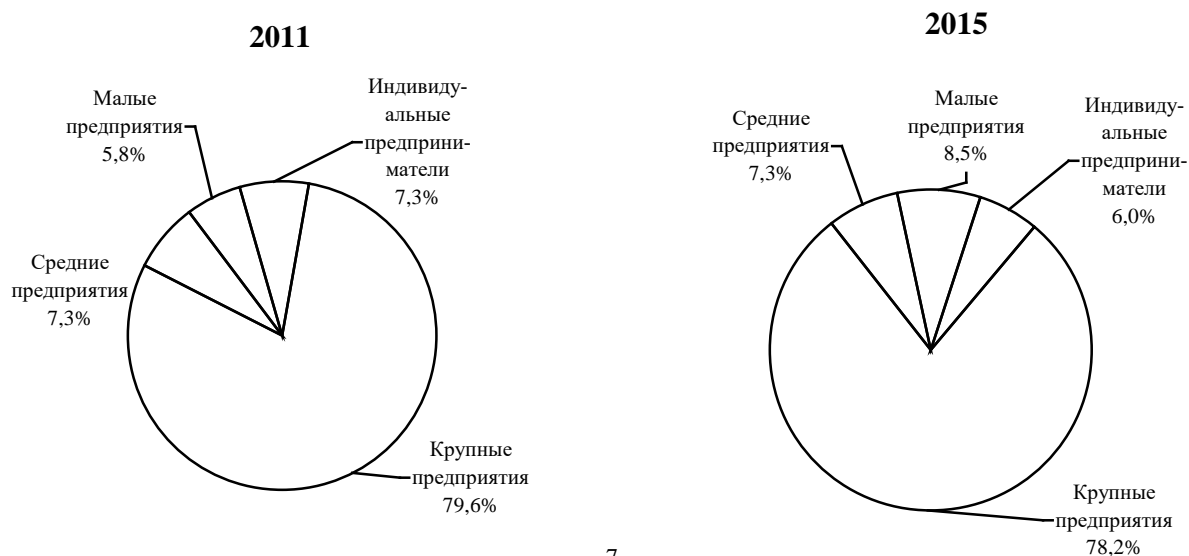 2011
Малые
предприятия
5,8%
Индивиду-
альные
предприни-
матели
7,3%
Средние
предприятия
7,3%
Крупные
предприятия
79,6%
2015
Средние
предприятия
7,3%
Малые
предприятия
8,5%
Индивиду-
альные
предприни-
матели
6,0%
Крупные
предприятия
78,2%